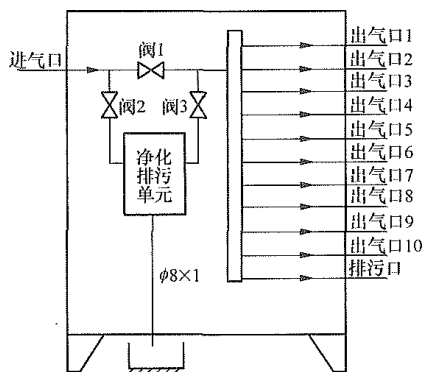 进气口
阀1
阀2
阀3
净化
排污
单元
φ8×1
出气口1
出气口2
出气口3
出气口4
出气口5
出气口6
出气口7
出气口8
出气口9
出气口10
排污口